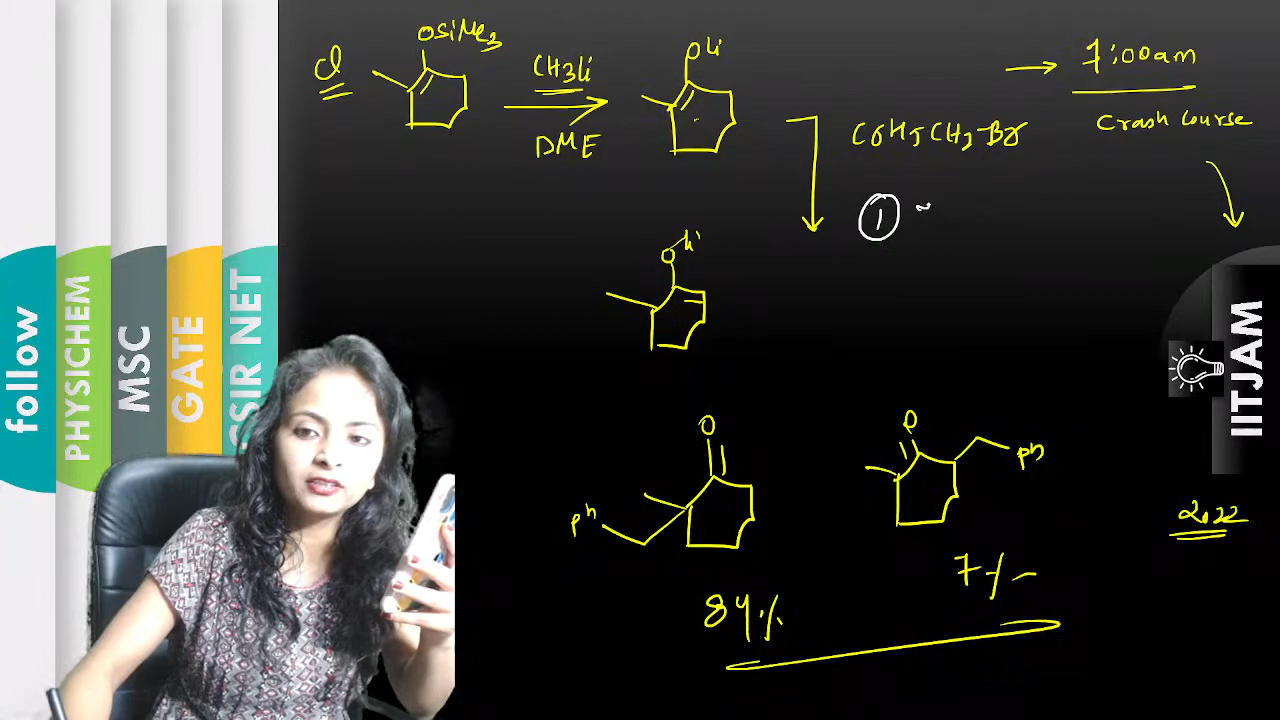 follow
PHYSICHEM
MSC
GATE
CSIR NET
d
OSiMe3
CH3Li
DME
OLi
C6H5CH2-Br
→ 7:00am
Crash Course
①
OLi
O
Ph
84%
O
Ph
7%
2022
IITJAM